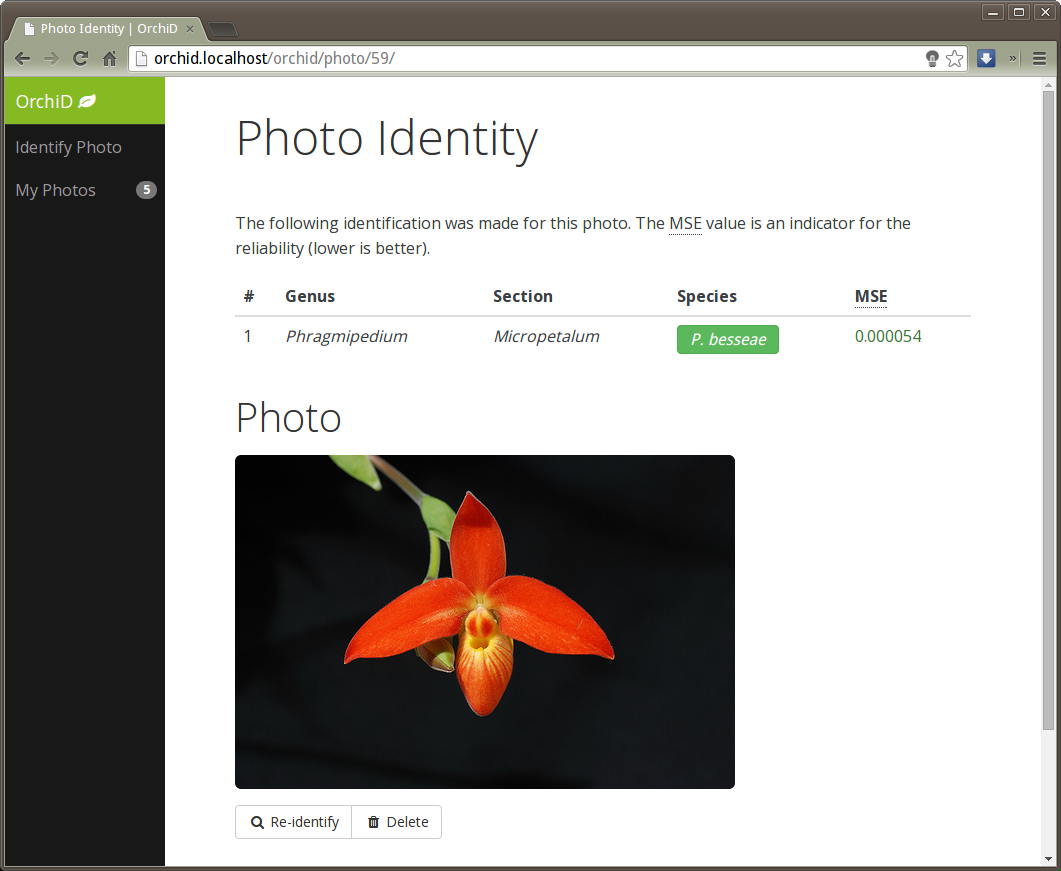 Photo Identity | OrchiD
orchid.localhost/orchid/photo/59/
OrchiD
Identify Photo
My Photos 5
Photo Identity
The following identification was made for this photo. The MSE value is an indicator for the
reliability (lower is better).
# Genus Section Species MSE
1 Phragmipedium Micropetalum P. besseae 0.000054
Photo
Re-identify Delete